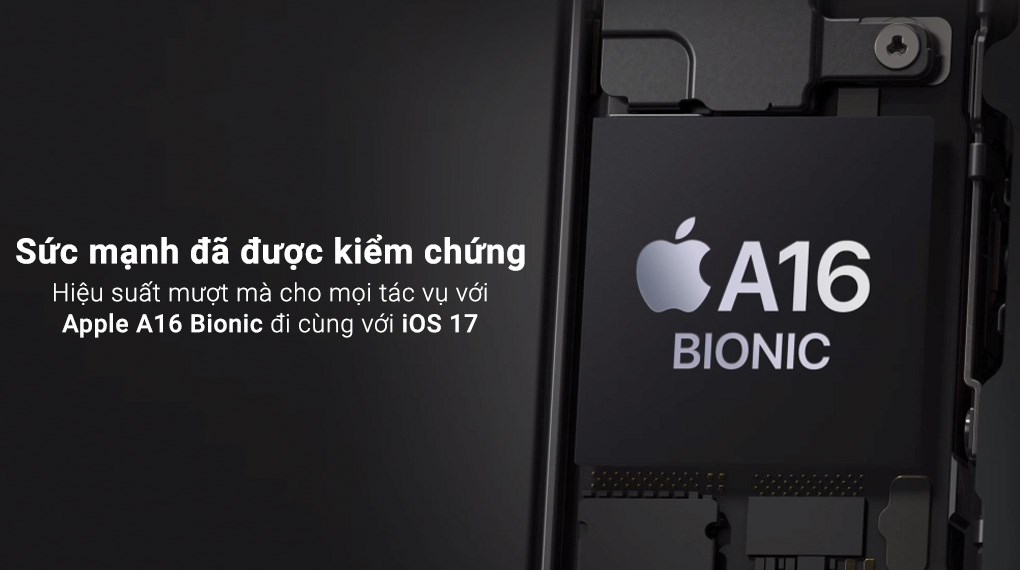 Sức mạnh đã được kiểm chứng
Hiệu suất mượt mà cho mọi tác vụ với
Apple A16 Bionic đi cùng với iOS 17
A16
BIONIC